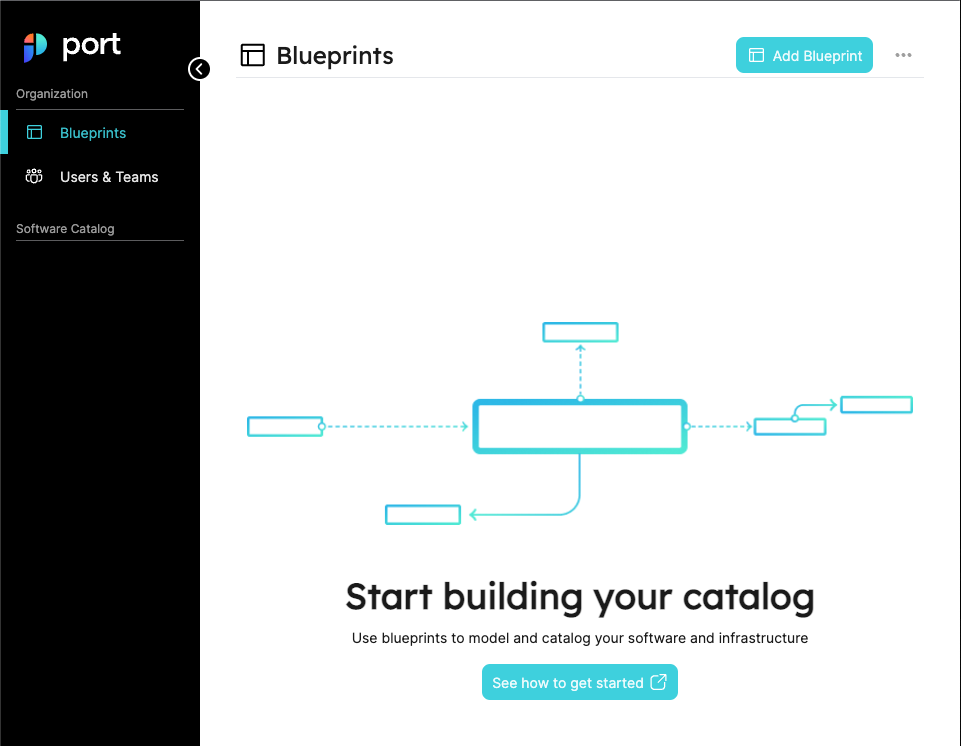 port
Organization
Blueprints
Users & Teams
Software Catalog
Blueprints
Add Blueprint
Start building your catalog
Use blueprints to model and catalog your software and infrastructure
See how to get started